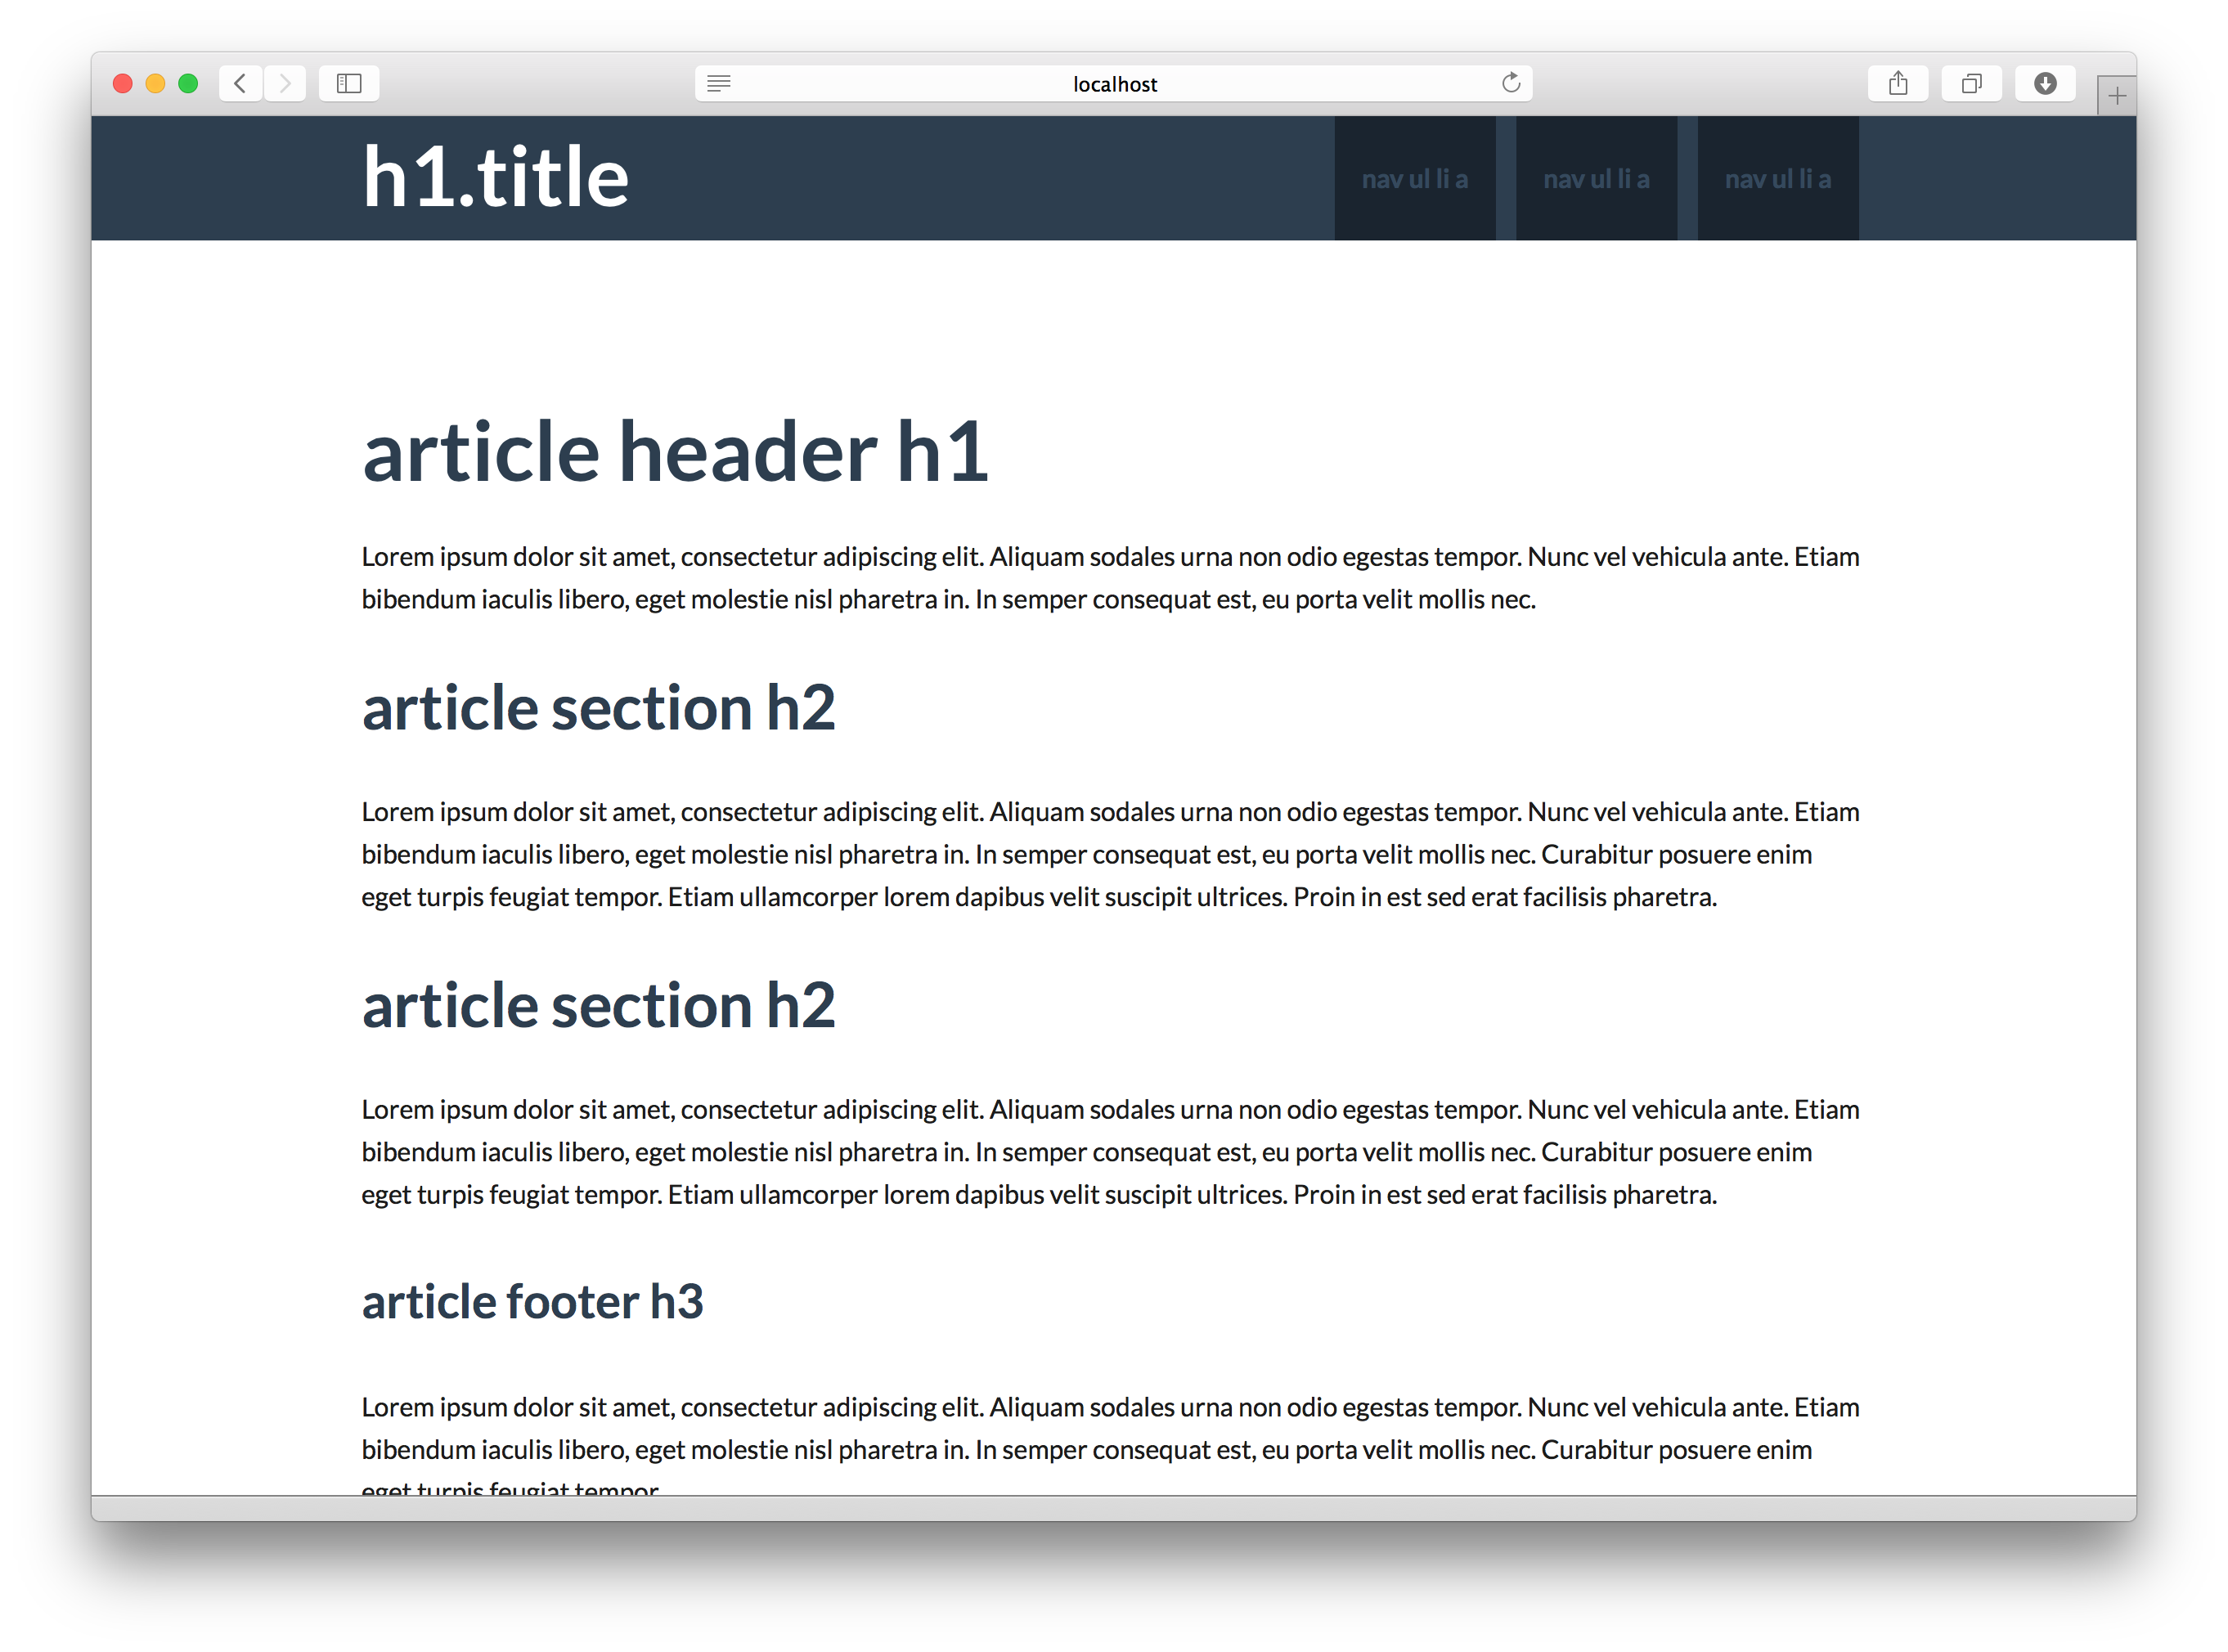 localhost
h1.title
nav ul li a
nav ul li a
nav ul li a
article header h1
Lorem ipsum dolor sit amet, consectetur adipiscing elit. Aliquam sodales urna non odio egestas tempor. Nunc vel vehicula ante. Etiam
bibendum iaculis libero, eget molestie nisl pharetra in. In semper consequat est, eu porta velit mollis nec.
article section h2
Lorem ipsum dolor sit amet, consectetur adipiscing elit. Aliquam sodales urna non odio egestas tempor. Nunc vel vehicula ante. Etiam
bibendum iaculis libero, eget molestie nisl pharetra in. In semper consequat est, eu porta velit mollis nec. Curabitur posuere enim
eget turpis feugiat tempor. Etiam ullamcorper lorem dapibus velit suscipit ultrices. Proin in est sed erat facilisis pharetra.
article section h2
Lorem ipsum dolor sit amet, consectetur adipiscing elit. Aliquam sodales urna non odio egestas tempor. Nunc vel vehicula ante. Etiam
bibendum iaculis libero, eget molestie nisl pharetra in. In semper consequat est, eu porta velit mollis nec. Curabitur posuere enim
eget turpis feugiat tempor. Etiam ullamcorper lorem dapibus velit suscipit ultrices. Proin in est sed erat facilisis pharetra.
article footer h3
Lorem ipsum dolor sit amet, consectetur adipiscing elit. Aliquam sodales urna non odio egestas tempor. Nunc vel vehicula ante. Etiam
bibendum iaculis libero, eget molestie nisl pharetra in. In semper consequat est, eu porta velit mollis nec. Curabitur posuere enim
eget turpis feugiat tempor.